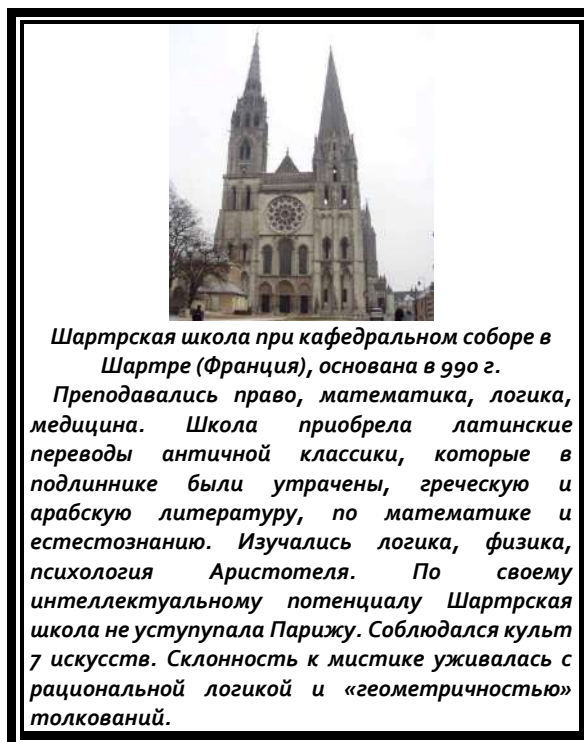 Шартрская школа при кафедральном соборе в
Шартре (Франция), основана в 990 г.
Преподавались право, математика, логика,
медицина. Школа приобрела латинские
переводы античной классики, которые в
подлиннике были утрачены, греческую и
арабскую литературу, по математике и
естестознанию. Изучались логика, физика,
психология Аристотеля. По своему
интеллектуальному потенциалу Шартрская
школа не уступупала Парижу. Соблюдался культ
7 искусств. Склонность к мистике уживалась с
рациональной логикой и «геометричностью»
толкований.